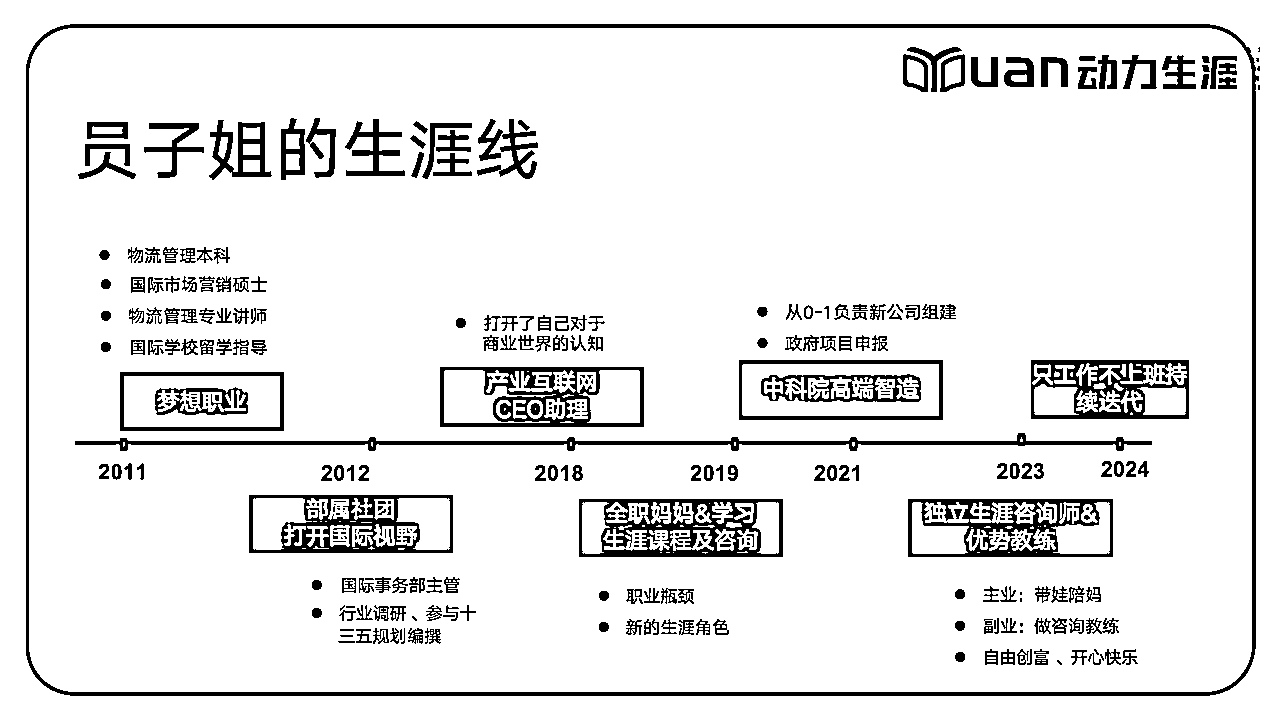 Yuan动力生涯
员子姐的生涯线
物流管理本科
国际市场营销硕士
物流管理专业讲师
国际学校留学指导
打开了自己对于
商业世界的认知
从0-1负责新公司组建
政府项目申报
梦想职业
产业互联网
CEO助理
中科院高端智造
只工作不上班持
续迭代
2011
2012
2018
2019
2021
2023
2024
部属社团
打开国际视野
全职妈妈&学习
生涯课程及咨询
独立生涯咨询师&
优势教练
国际事务部主管
行业调研、参与十
三五规划编撰
职业瓶颈
新的生涯角色
主业：带娃陪妈
副业：做咨询教练
自由创富、开心快乐